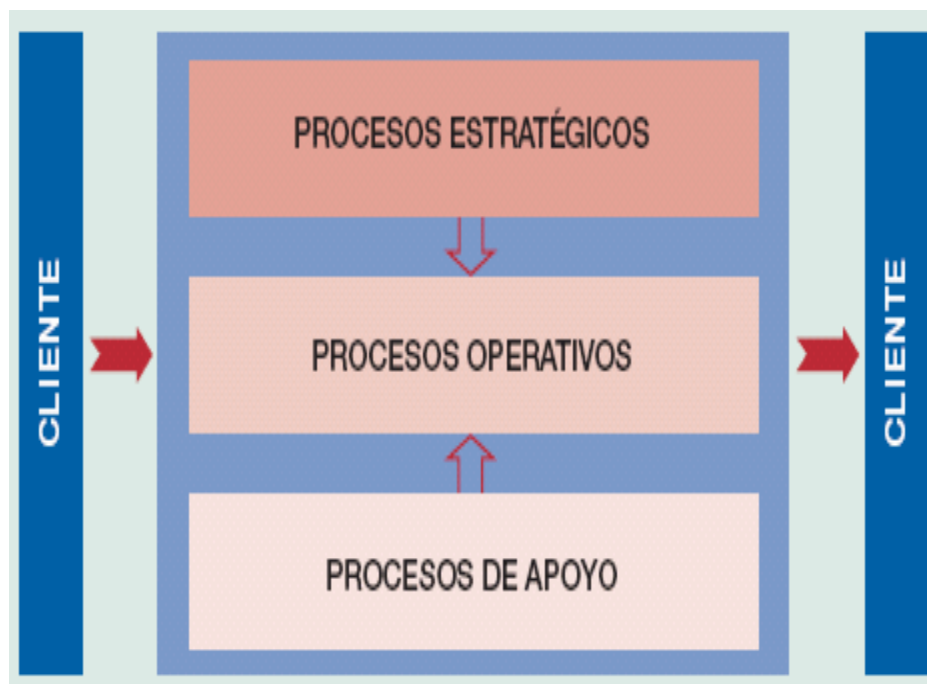 CLIENTE
PROCESOS ESTRATÉGICOS
PROCESOS OPERATIVOS
PROCESOS DE APOYO
CLIENTE